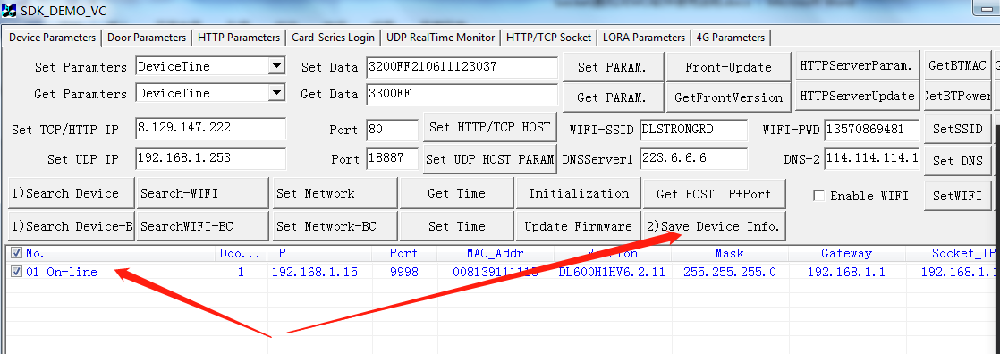 SDK_DEMO_VC
Device Parameters Door Parameters HTTP Parameters Card-Series Login UDP RealTime Monitor HTTP/TCP Socket LORA Parameters 4G Parameters
Set Paramters DeviceTime Set Data 3200FF210611123037 Set PARAM. Front-Update HTTPServerParam. GetBTMAC
Get Paramters DeviceTime Get Data 3300FF Get PARAM. GetFrontVersion HTTPServerUpdate GetBTPower
Set TCP/HTTP IP 8.129.147.222 Port 80 Set HTTP/TCP HOST WIFI-SSID DLSTRONGRD WIFI-PWD 13570869481 SetSSID
Set UDP IP 192.168.1.253 Port 18887 Set UDP HOST PARAM DNSServer1 223.6.6.6 DNS-2 114.114.114.1 Set DNS
1)Search Device Search-WIFI Set Network Get Time Initialization Get HOST IP+Port Enable WIFI SetWIFI
1)Search Device-B SearchWIFI-BC Set Network-BC Set Time Update Firmware 2)Save Device Info.
No. Doo... IP Port MAC_Addr Version Mask Gateway Socket_IP
01 On-line 1 192.168.1.15 9998 DL600H1HV6.2.11 255.255.255.0 192.168.1.1 192.168.1.1